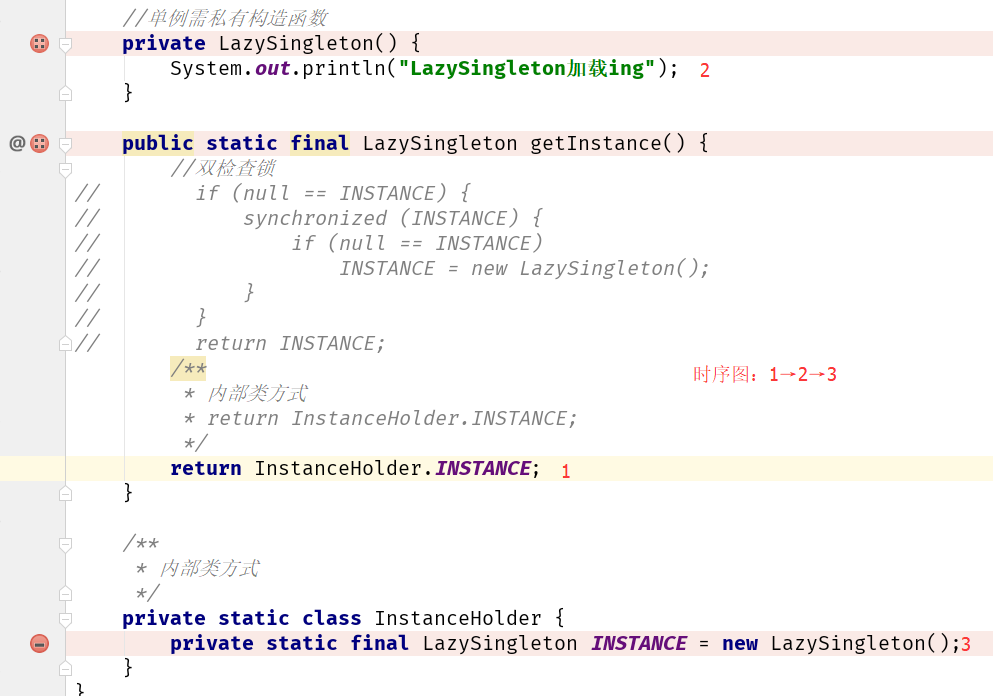 //单例需私有构造函数
private LazySingleton() {
System.out.println("LazySingleton加载ing"); 2
}
@ public static final LazySingleton getInstance() {
//双检查锁
// if (null == INSTANCE) {
// synchronized (INSTANCE) {
// if (null == INSTANCE)
// INSTANCE = new LazySingleton();
// }
// }
// return INSTANCE;
/**
时序图：1→2→3
* 内部类方式
* return InstanceHolder.INSTANCE;
*/
return InstanceHolder.INSTANCE; 1
}
/**
* 内部类方式
*/
private static class InstanceHolder {
private static final LazySingleton INSTANCE = new LazySingleton();3
}
}